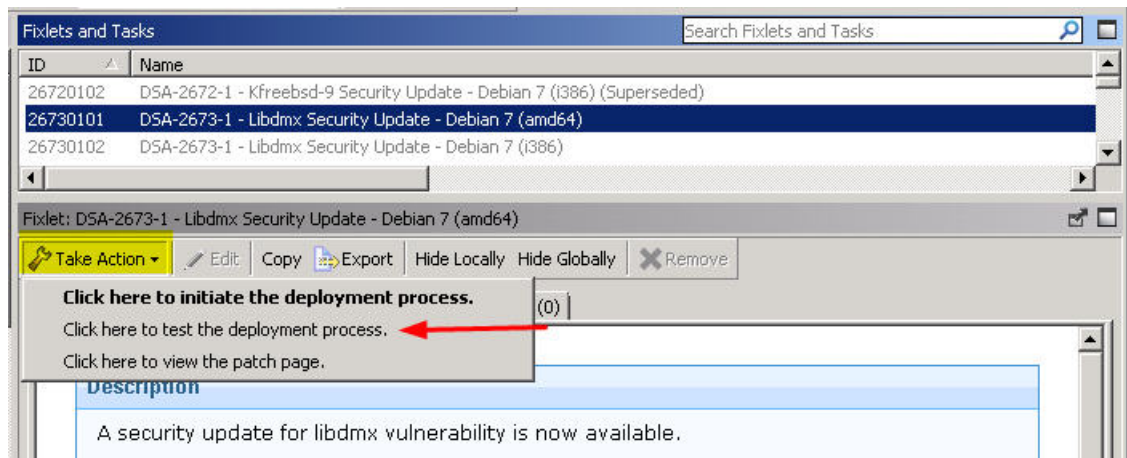 Fixlets and Tasks Search Fixlets and Tasks
ID Name
26720102 DSA-2672-1 - Kfreebsd-9 Security Update - Debian 7 (i386) (Superseded)
26730101 DSA-2673-1 - Libdmx Security Update - Debian 7 (amd64)
26730102 DSA-2673-1 - Libdmx Security Update - Debian 7 (i386)
Fixlet: DSA-2673-1 - Libdmx Security Update - Debian 7 (amd64)
Take Action Edit Copy Export Hide Locally Hide Globally Remove
Click here to initiate the deployment process.
(0)
Click here to test the deployment process.
Click here to view the patch page.
Description
A security update for libdmx vulnerability is now available.